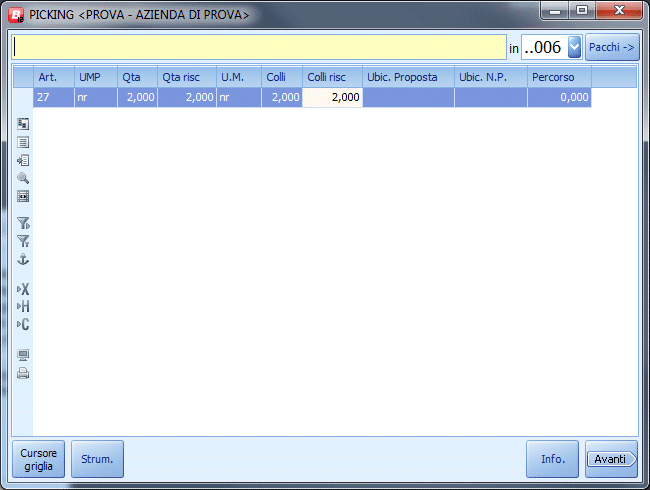 PICKING <PROVA - AZIENDA DI PROVA>
in ..006 Pacchi ->
Art. UMP Qta Qta risc U.M. Colli Colli risc Ubic. Proposta Ubic. N.P. Percorso
27 nr 2,000 2,000 nr 2,000 2,000 0,000
X
H
C
Cursore
griglia
Strum.
Info.
Avanti